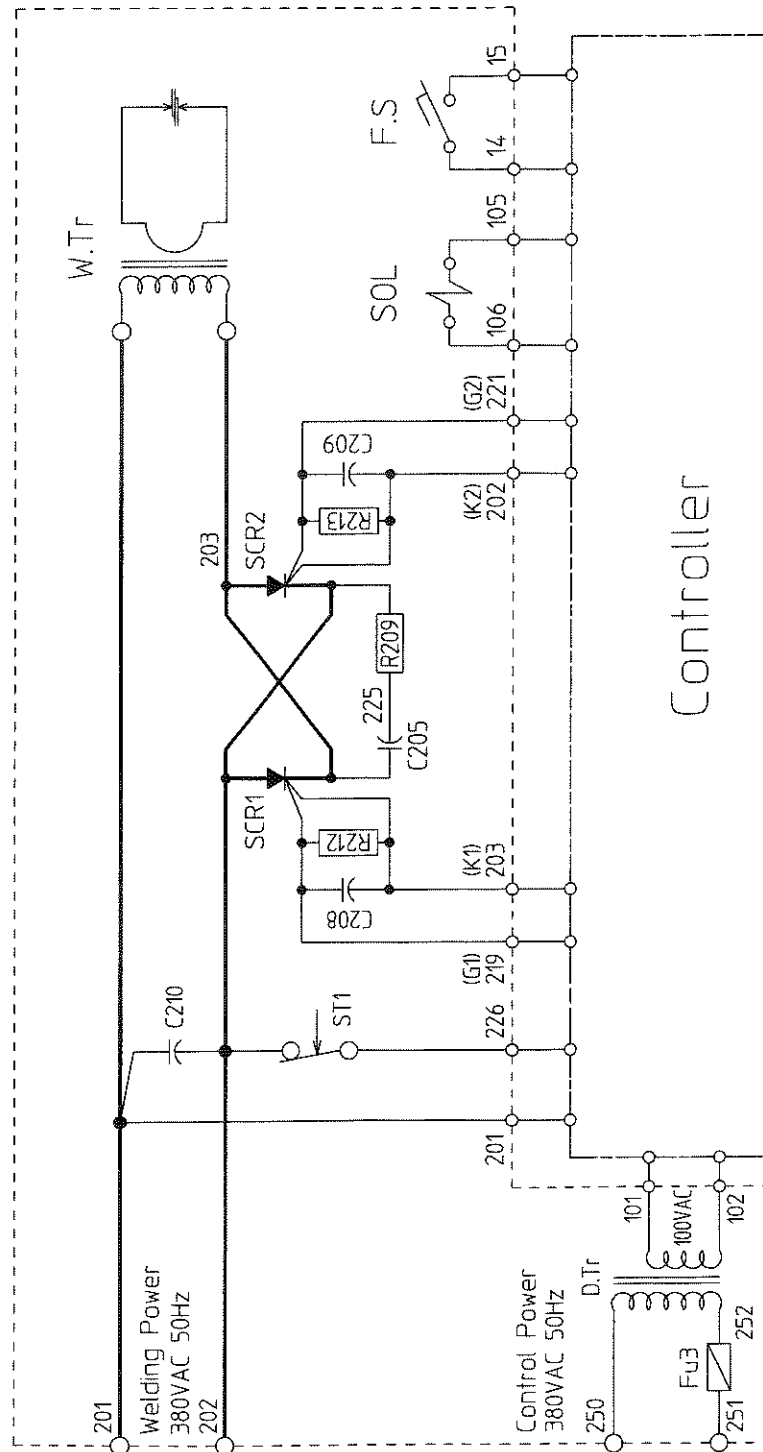 201
Welding Power
380VAC 50Hz
202
W.Tr
C210
ST1
203
SCR1
SCR2
225
C205
R209
C208
R212
R213
C209
201
226
(G1)
219
(K1)
203
(K2)
202
(G2)
221
SOL
106
105
F.S
14
15
Control Power
380VAC 50Hz
250
251
Fu3
252
D.Tr
100VAC
101
102
Controller